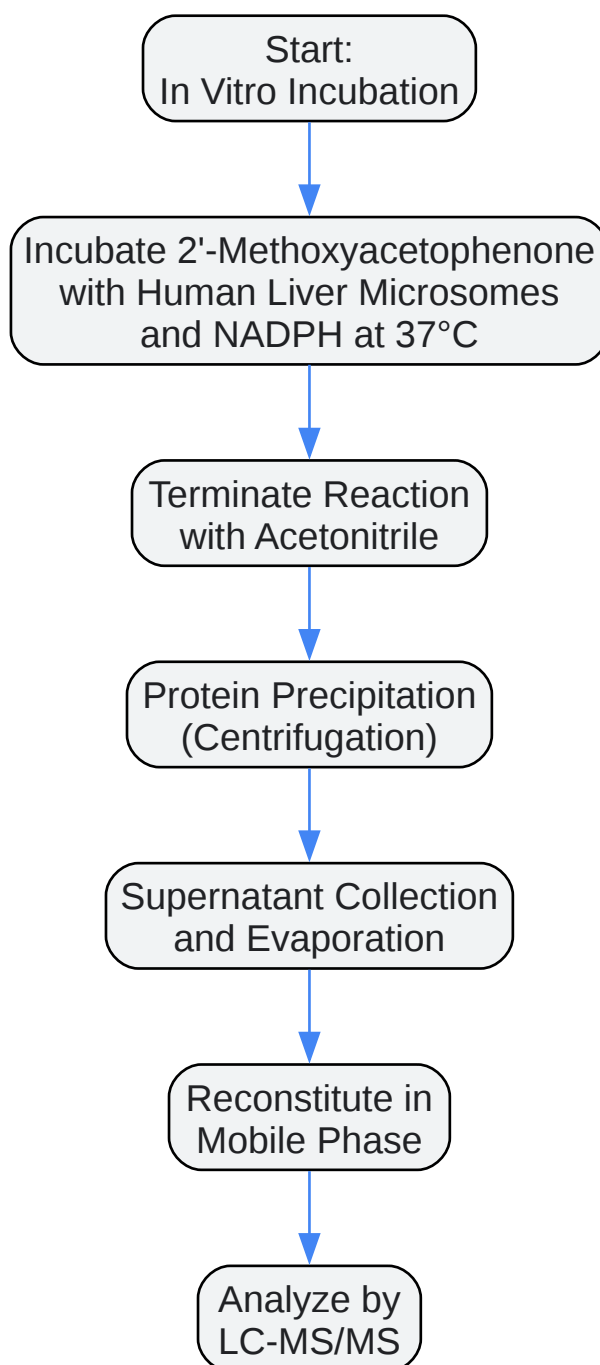 Start:
In Vitro Incubation
Incubate 2'-Methoxyacetophenone
with Human Liver Microsomes
and NADPH at 37°C
Terminate Reaction
with Acetonitrile
Protein Precipitation
(Centrifugation)
Supernatant Collection
and Evaporation
Reconstitute in
Mobile Phase
Analyze by
LC-MS/MS